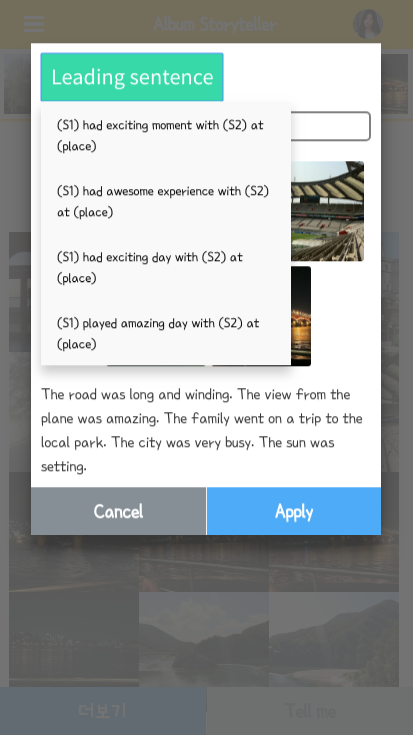 Album Storyteller
Leading sentence
(S1) had exciting moment with (S2) at
(place)
(S1) had awesome experience with (S2)
at (place)
(S1) had exciting day with (S2) at
(place)
(S1) played amazing day with (S2) at
(place)
The road was long and winding. The view from the
plane was amazing. The family went on a trip to the
local park. The city was very busy. The sun was
setting.
Cancel
Apply
더보기
Tell me